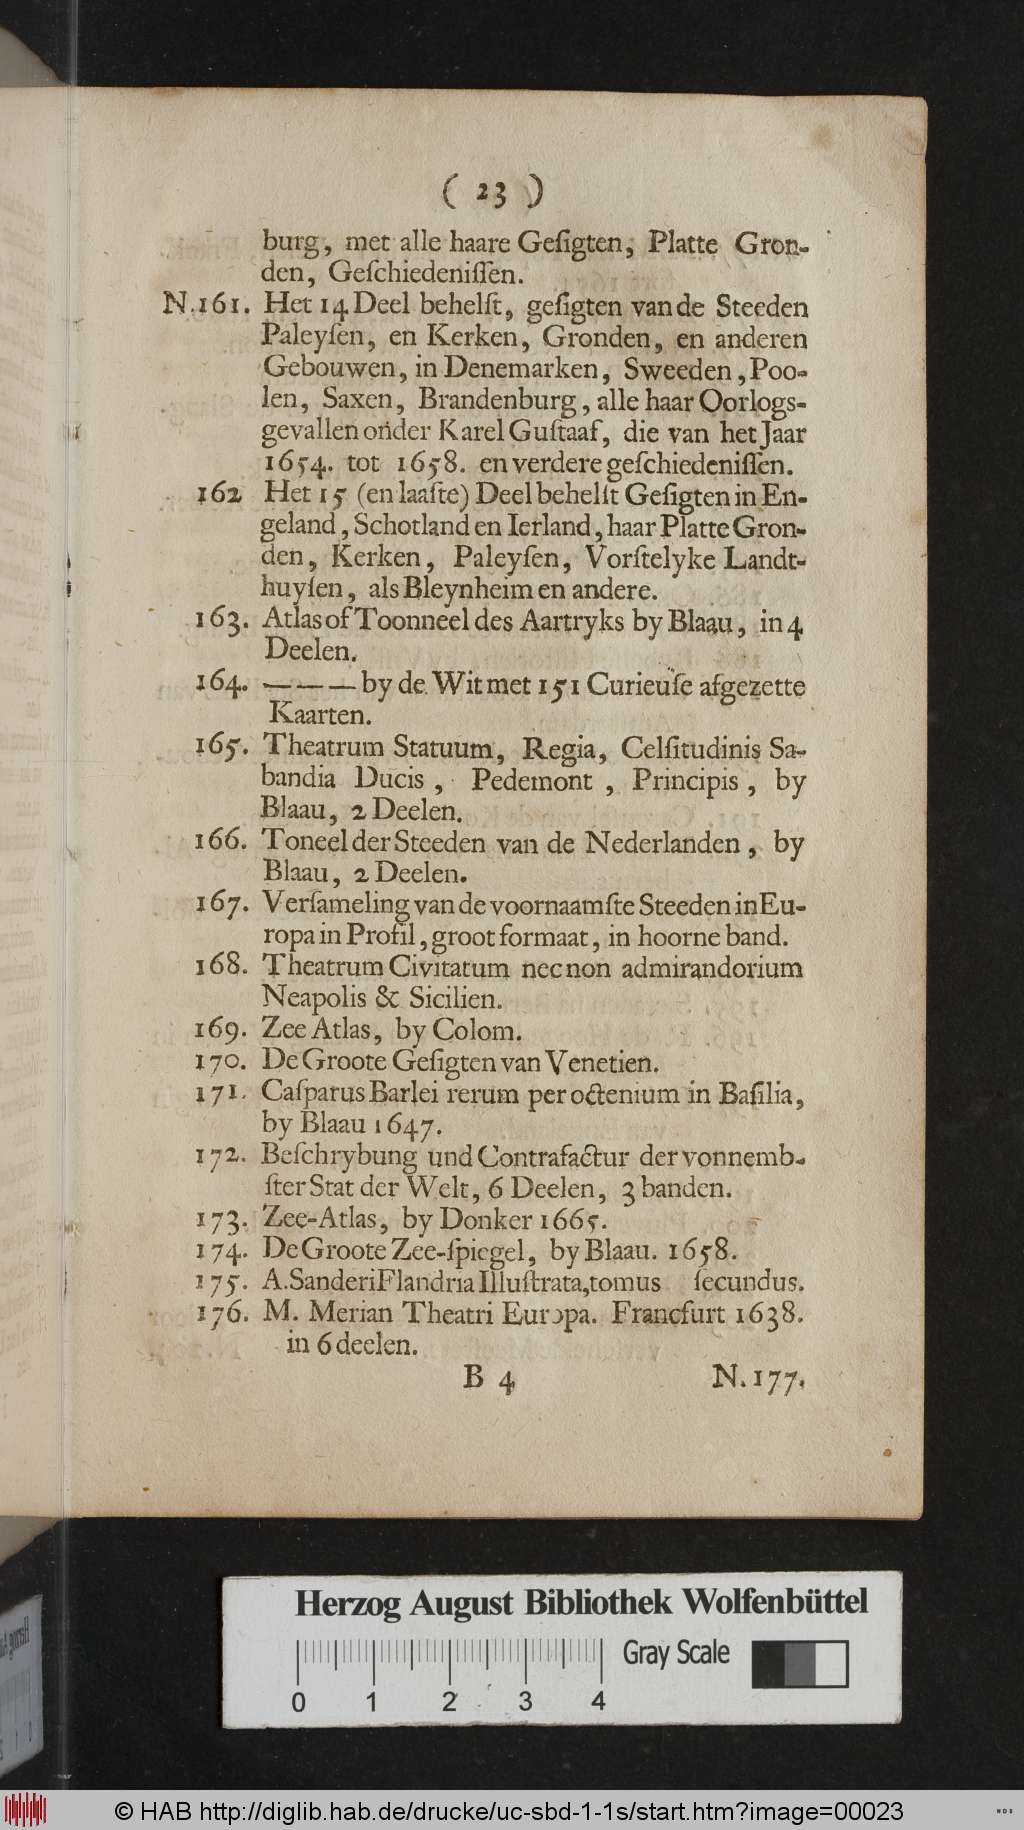 ( 23 )
burg, met alle haare Geſigten, Platte Gron-
den, Geſchiedeniſſen.
N.161. Het 14 Deel behelſt, geſigten van de Steeden
Paleyſen, en Kerken, Gronden, en anderen
Gebouwen, in Denemarken, Sweeden, Poo-
len, Saxen, Brandenburg, alle haar Oorlogs-
gevallen onder Karel Guſtaaf, die van het Jaar
1654. tot 1658. en verdere geſchiedeniſſen.
162 Het 15 (en laaſte) Deel behelſt Geſigten in En-
geland, Schotland en Ierland, haar Platte Gron-
den, Kerken, Paleyſen, Vorſtelyke Landt-
huyſen, als Bleynheim en andere.
163. Atlas of Toonneel des Aartryks by Blaau, in 4
Deelen.
164. — — — by de Wit met 151 Curieuſe afgezette
Kaarten.
165. Theatrum Statuum, Regia, Celſitudinis Sa-
bandia Ducis, Pedemont, Principis, by
Blaau, 2 Deelen.
166. Toneel der Steeden van de Nederlanden, by
Blaau, 2 Deelen.
167. Verſameling van de voornaamſte Steeden in Eu-
ropa in Profil, groot formaat, in hoorne band.
168. Theatrum Civitatum nec non admirandorium
Neapolis & Sicilien.
169. Zee Atlas, by Colom.
170. De Groote Geſigten van Venetien.
171. Caſparus Barlei rerum per octenium in Baſilia,
by Blaau 1647.
172. Beſchrybung und Contrafactur der vonnemb-
ſter Stat der Welt, 6 Deelen, 3 banden.
173. Zee-Atlas, by Donker 1665.
174. De Groote Zee-ſpiegel, by Blaau. 1658.
175. A. Sanderi Flandria Illuſtrata, tomus ſecundus.
176. M. Merian Theatri Europa. Francfurt 1638.
in 6 deelen.
B 4 N. 177.
Herzog August Bibliothek Wolfenbüttel
Gray Scale
0 1 2 3 4
© HAB http://diglib.hab.de/drucke/uc-sbd-1-1s/start.htm?image=00023